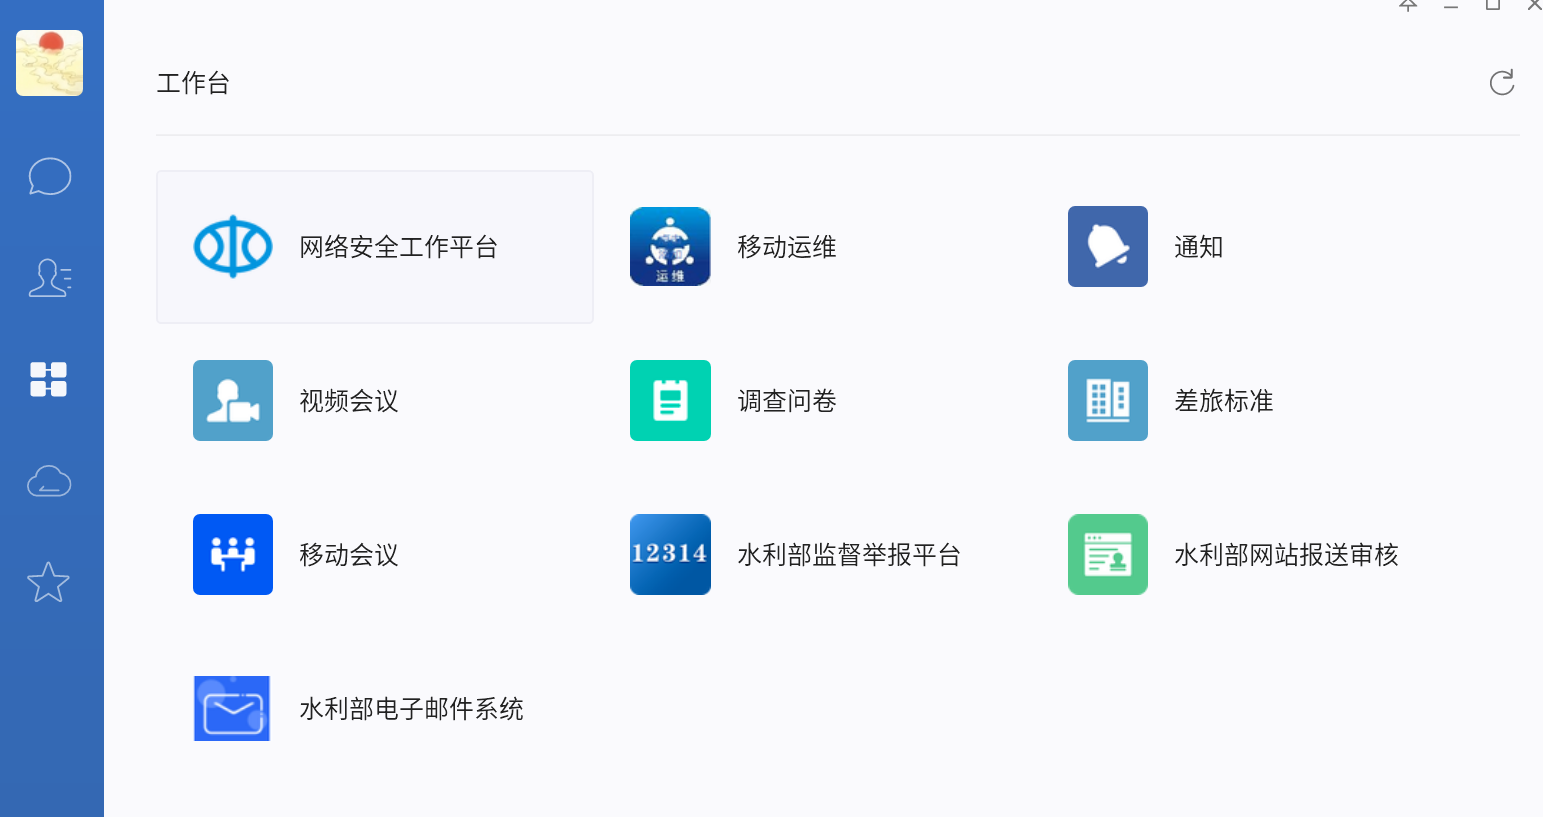 工作台
网络安全工作平台
运维
移动运维
通知
视频会议
调查问卷
差旅标准
移动会议
12314
水利部监督举报平台
水利部网站报送审核
水利部电子邮件系统